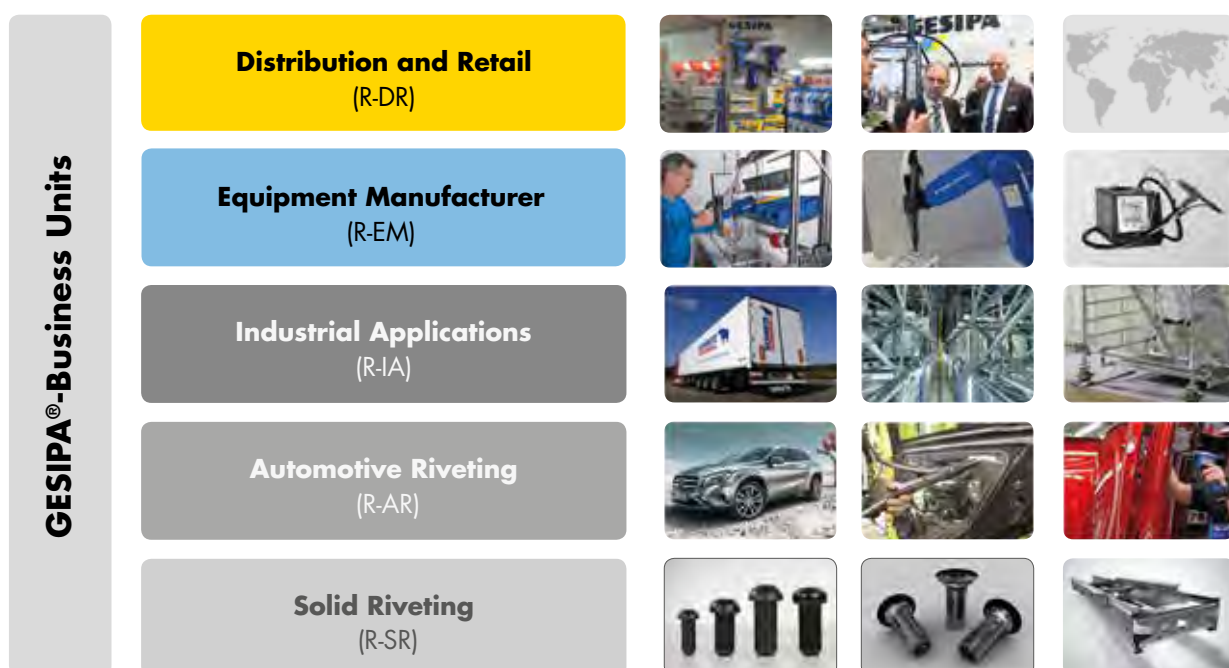 GESIPA®-Business Units
Distribution and Retail
(R-DR)
GESIPA
GESIPA
Equipment Manufacturer
(R-EM)
Industrial Applications
(R-IA)
Automotive Riveting
(R-AR)
Solid Riveting
(R-SR)